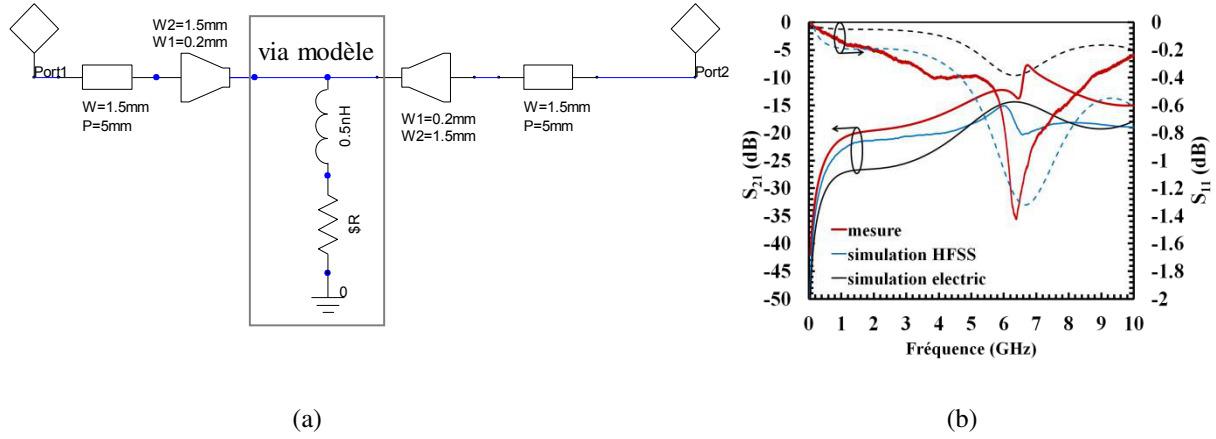 W2=1.5mm
W1=0.2mm
via modèle
Port1
Port2
W=1.5mm
P=5mm
0.5nH
W1=0.2mm
W2=1.5mm
W=1.5mm
P=5mm
$R
0
(a)
0
-5
-10
-15
-20
-25
-30
-35
-40
-45
-50
S21 (dB)
0
-0.2
-0.4
-0.6
-0.8
-1
-1.2
-1.4
-1.6
-1.8
-2
S11 (dB)
mesure
simulation HFSS
simulation electric
0 1 2 3 4 5 6 7 8 9 10
Fréquence (GHz)
(b)